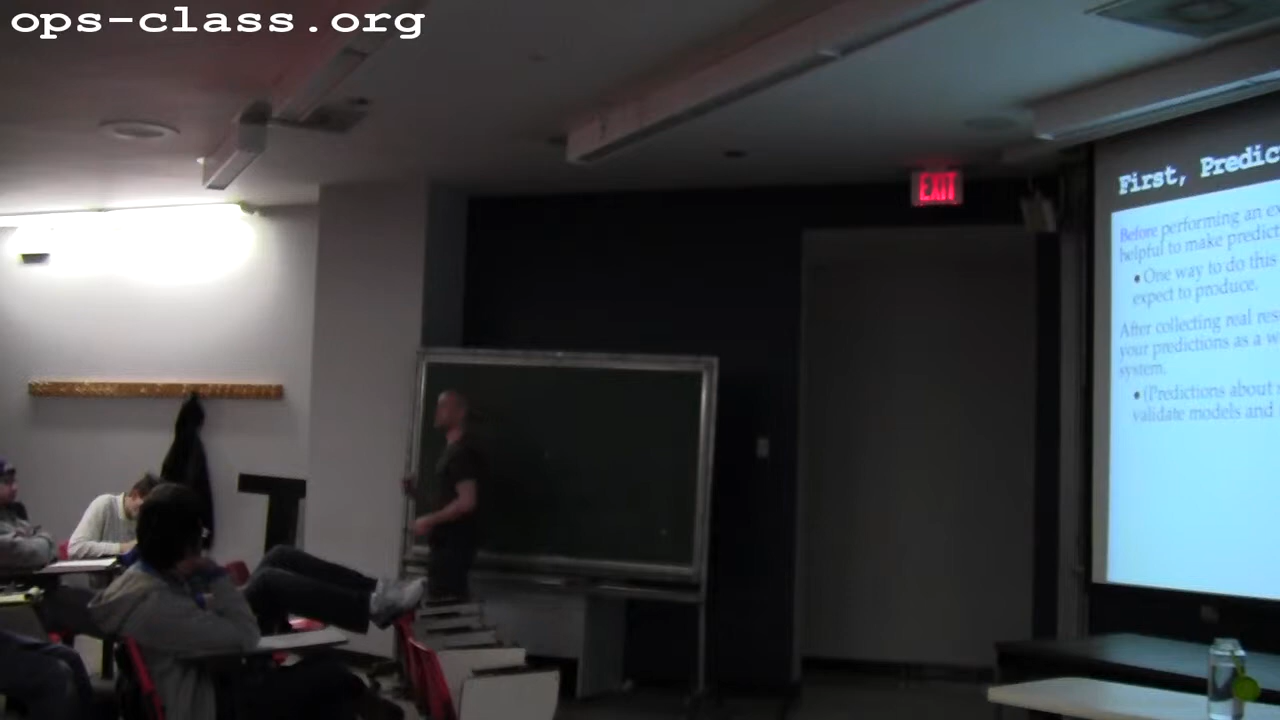 ops-class.org
EXIT
First, Predic
Before performing an ex
helpful to make predict
• One way to do this
expect to produce.
After collecting real res
your predictions as a w
system.
• (Predictions about
validate models and